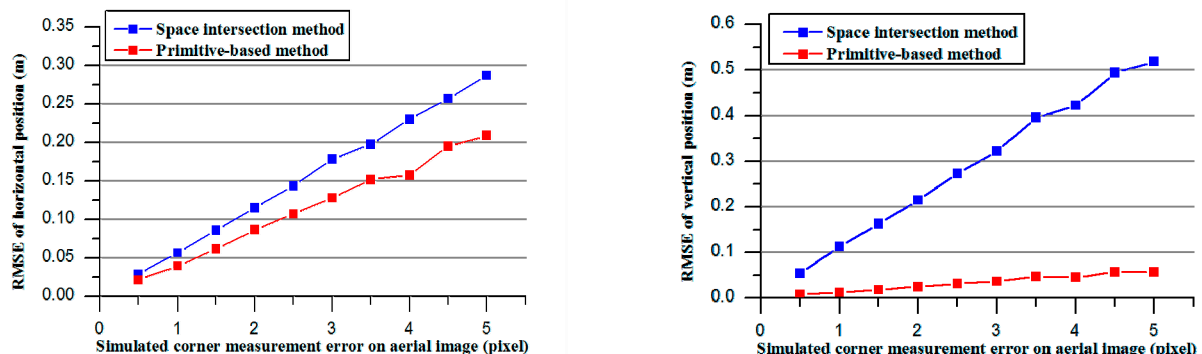 0.35
0.30
0.25
0.20
0.15
0.10
0.05
0.00
RMSE of horizontal position (m)
Space intersection method
Primitive-based method
0 1 2 3 4 5
Simulated corner measurement error on aerial image (pixel)
0.6
0.5
0.4
0.3
0.2
0.1
0.0
RMSE of vertical position (m)
Space intersection method
Primitive-based method
0 1 2 3 4 5
Simulated corner measurement error on aerial image (pixel)